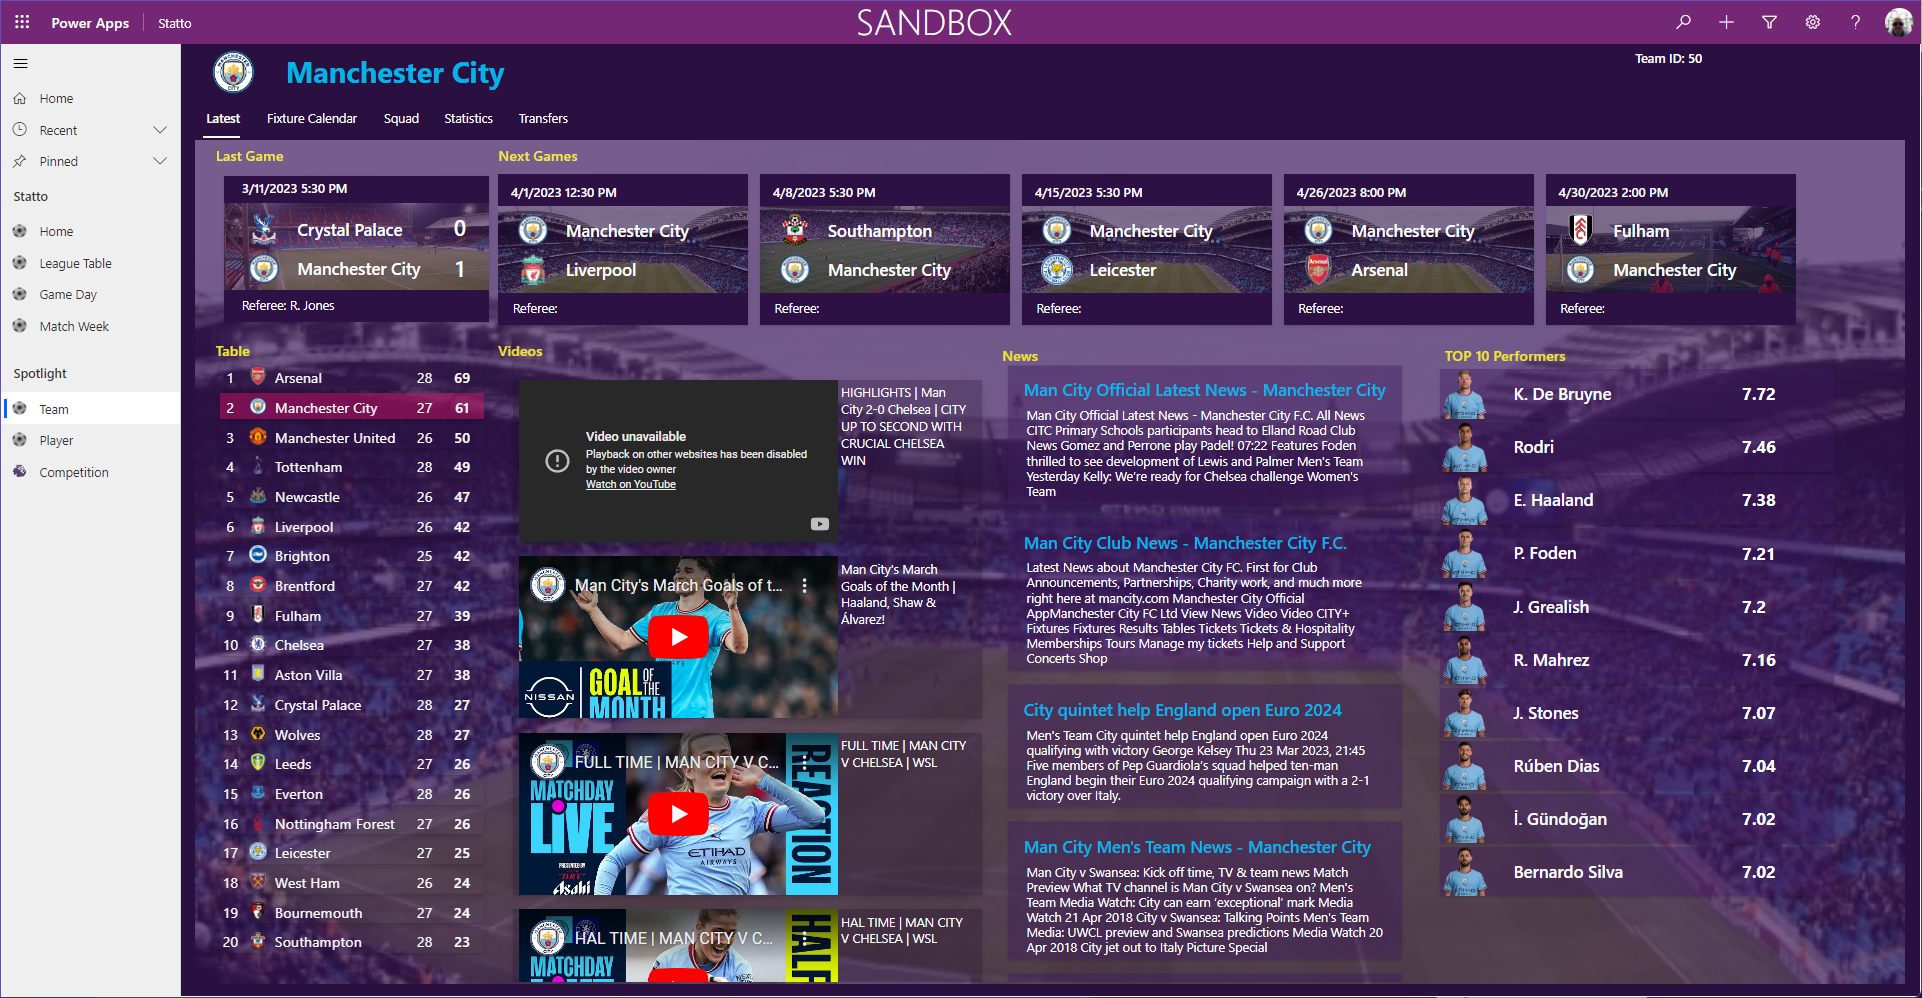 Power Apps
Statto
SANDBOX
Home
Recent
Pinned
Statto
Home
League Table
Game Day
Match Week
Spotlight
Team
Player
Competition
Manchester City
Team ID: 50
Latest
Fixture Calendar
Squad
Statistics
Transfers
Last Game
3/11/2023 5:30 PM
Crystal Palace 0
Manchester City 1
Referee: R. Jones
Next Games
4/1/2023 12:30 PM
Manchester City
Liverpool
Referee:
4/8/2023 5:30 PM
Southampton
Manchester City
Referee:
4/15/2023 5:30 PM
Manchester City
Leicester
Referee:
4/26/2023 8:00 PM
Manchester City
Arsenal
Referee:
4/30/2023 2:00 PM
Fulham
Manchester City
Referee:
Table
1 Arsenal 28 69
2 Manchester City 27 61
3 Manchester United 26 50
4 Tottenham 28 49
5 Newcastle 26 47
6 Liverpool 26 42
7 Brighton 25 42
8 Brentford 27 42
9 Fulham 27 39
10 Chelsea 27 38
11 Aston Villa 27 38
12 Crystal Palace 28 27
13 Wolves 28 27
14 Leeds 27 26
15 Everton 28 26
16 Nottingham Forest 27 26
17 Leicester 27 25
18 West Ham 26 24
19 Bournemouth 27 24
20 Southampton 28 23
Videos
Video unavailable
Playback on other websites has been disabled
by the video owner
Watch on YouTube
HIGHLIGHTS | Man
City 2-0 Chelsea | CITY
UP TO SECOND WITH
CRUCIAL CHELSEA
WIN
Man City's March Goals of t...
NISSAN
GOAL OF THE
MONTH
Man City's March
Goals of the Month |
Haaland, Shaw &
Álvarez!
FULL TIME | MAN CITY V C...
MATCHDAY
LIVE
PRESENTED BY
"DRY"
Asahi
ETIHAD
AIRWAYS
REACTION
FULL TIME | MAN CITY
V CHELSEA | WSL
HAL TIME | MAN CITY V C...
MATCHDAY
HALF
HAL TIME | MAN CITY
V CHELSEA | WSL
News
Man City Official Latest News - Manchester City
Man City Official Latest News - Manchester City F.C. All News
CITC Primary Schools participants head to Elland Road Club
News Gomez and Perrone play Padel! 07:22 Features Foden
thrilled to see development of Lewis and Palmer Men's Team
Yesterday Kelly: We're ready for Chelsea challenge Women's
Team
Man City Club News - Manchester City F.C.
Latest News about Manchester City FC. First for Club
Announcements, Partnerships, Charity work, and much more
right here at mancity.com Manchester City Official
AppManchester City FC Ltd View News Video Video CITY+
Fixtures Fixtures Results Tables Tickets Tickets & Hospitality
Memberships Tours Manage my tickets Help and Support
Concerts Shop
City quintet help England open Euro 2024
Men's Team City quintet help England open Euro 2024
qualifying with victory George Kelsey Thu 23 Mar 2023, 21:45
Five members of Pep Guardiola's squad helped ten-man
England begin their Euro 2024 qualifying campaign with a 2-1
victory over Italy.
Man City Men's Team News - Manchester City
Man City v Swansea: Kick off time, TV & team news Match
Preview What TV channel is Man City v Swansea on? Men's
Team Media Watch: City can earn 'exceptional' mark Media
Watch 21 Apr 2018 City v Swansea: Talking Points Men's Team
Media: UWCL preview and Swansea predictions Media Watch 20
Apr 2018 City jet out to Italy Picture Special
TOP 10 Performers
K. De Bruyne 7.72
Rodri 7.46
E. Haaland 7.38
P. Foden 7.21
J. Grealish 7.2
R. Mahrez 7.16
J. Stones 7.07
Rúben Dias 7.04
İ. Gündoğan 7.02
Bernardo Silva 7.02